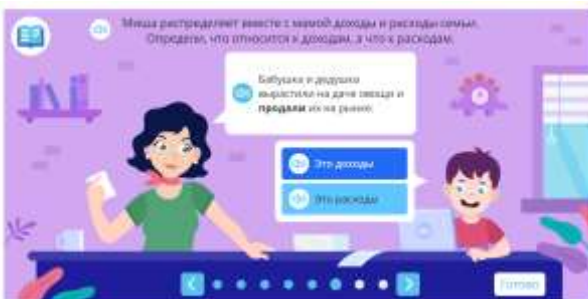 Миша распределяет вместе с мамой доходы и расходы семьи.
Определи, что относится к доходам, а что к расходам.
Бабушка и дедушка
вырастили на даче овощи и
продали их на рынке.
Это доходы
Это расходы
Готово